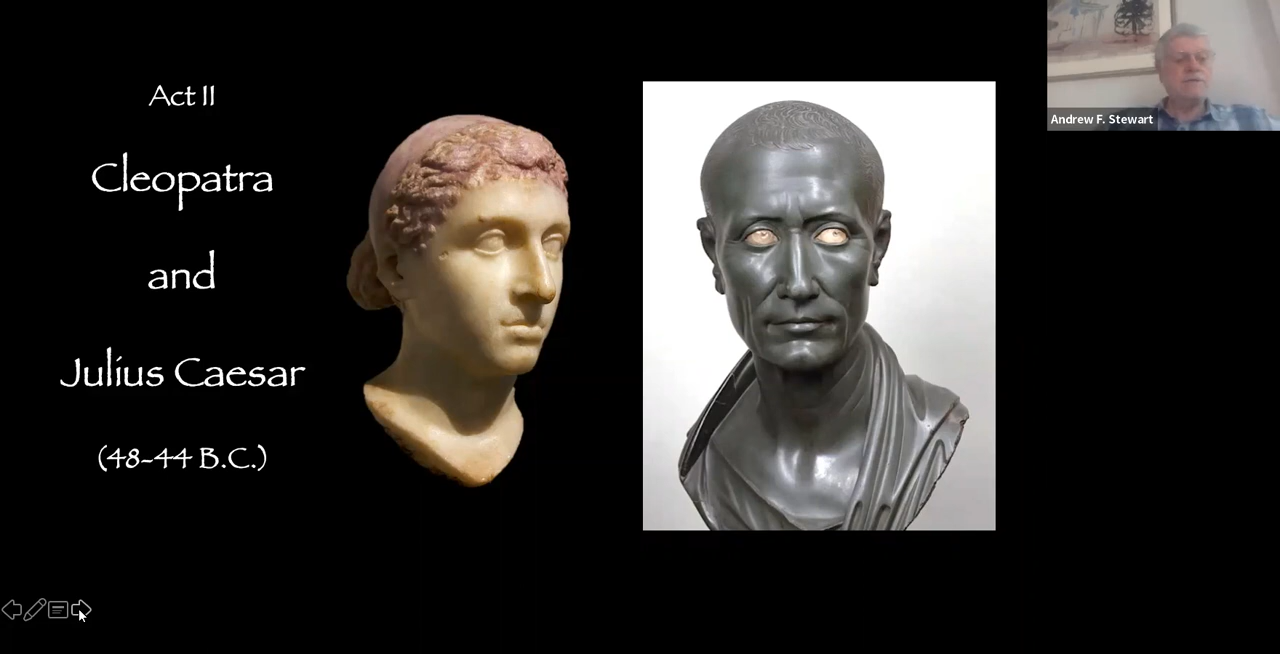 Act II
Cleopatra
and
Julius Caesar
(48-44 B.C.)
Andrew F. Stewart